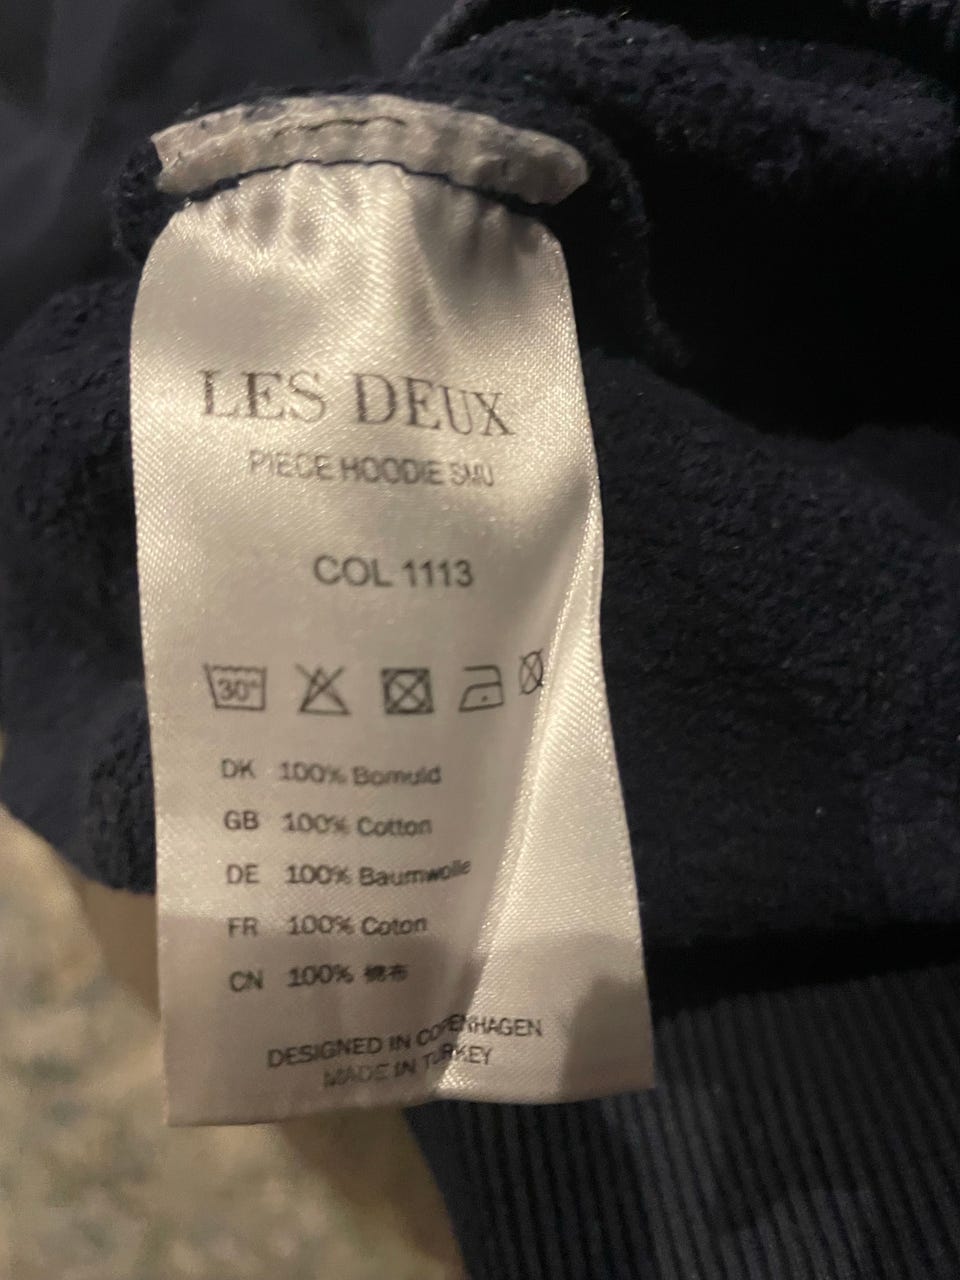 LES DEUX
PIECE HOODIE SMU
COL 1113
30°
DK 100% Bomuld
GB 100% Cotton
DE 100% Baumwolle
FR 100% Coton
CN 100% 棉布
DESIGNED IN COPENHAGEN
MADE IN TURKEY